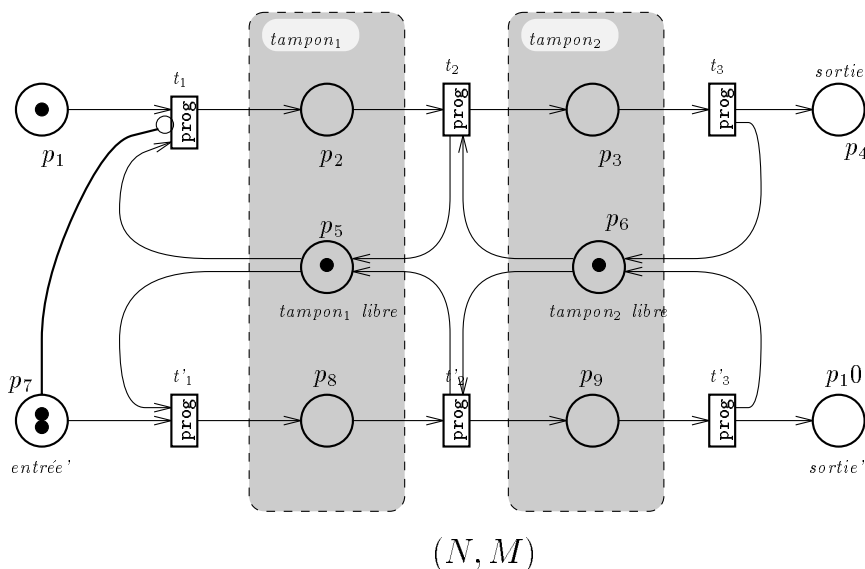 tampon₁
tampon₂
t₁
t₂
t₃
sortie
prog
prog
prog
p₁
p₂
p₃
p₄
p₅
p₆
tampon₁ libre
tampon₂ libre
p₇
t'₁
p₈
t'₂
p₉
t'₃
p₁0
prog
prog
prog
entrée'
sortie'
(N, M)